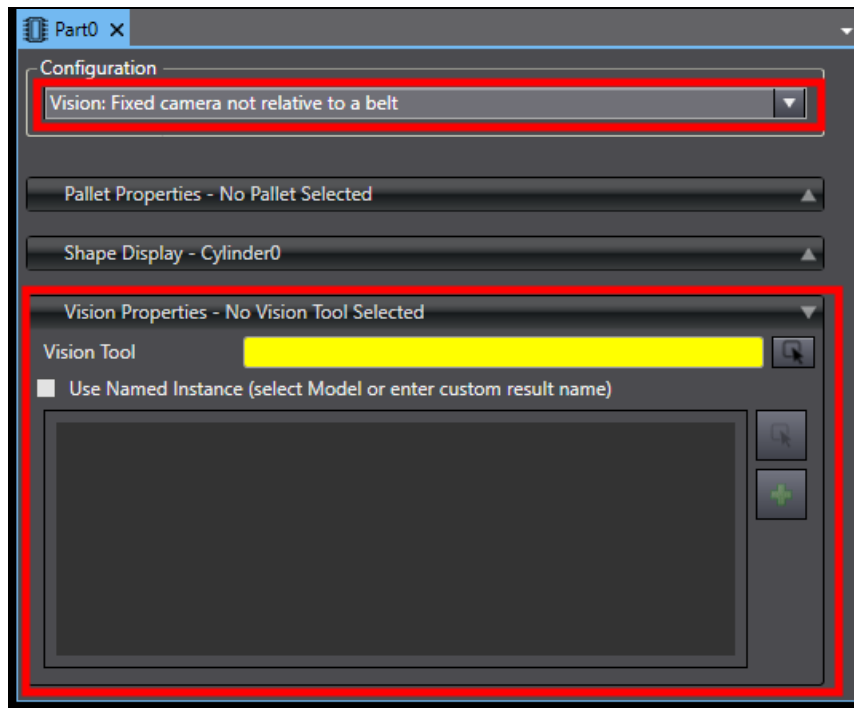 Part0
Configuration
Vision: Fixed camera not relative to a belt
Pallet Properties - No Pallet Selected
Shape Display - Cylinder0
Vision Properties - No Vision Tool Selected
Vision Tool
Use Named Instance (select Model or enter custom result name)